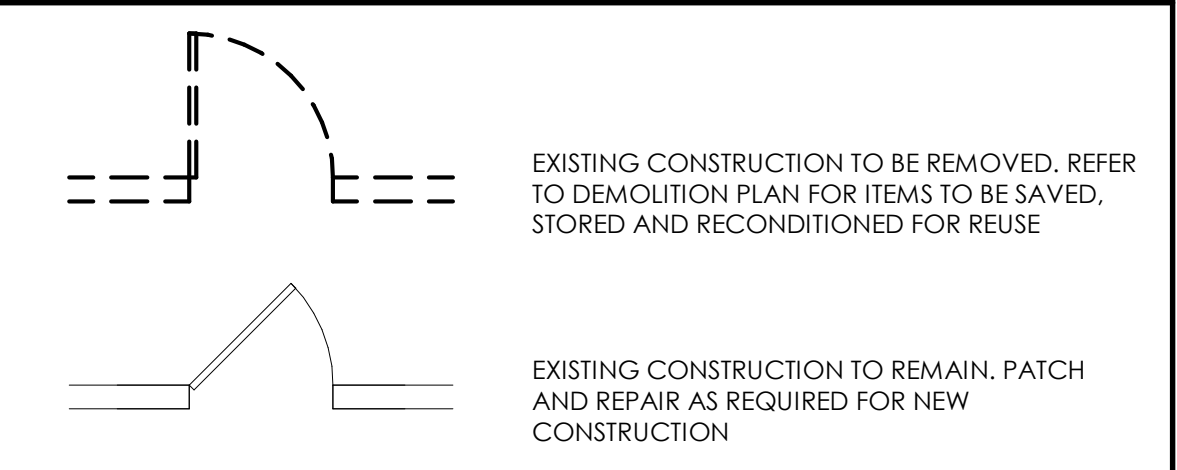 EXISTING CONSTRUCTION TO BE REMOVED. REFER
TO DEMOLITION PLAN FOR ITEMS TO BE SAVED,
STORED AND RECONDITIONED FOR REUSE
EXISTING CONSTRUCTION TO REMAIN. PATCH
AND REPAIR AS REQUIRED FOR NEW
CONSTRUCTION